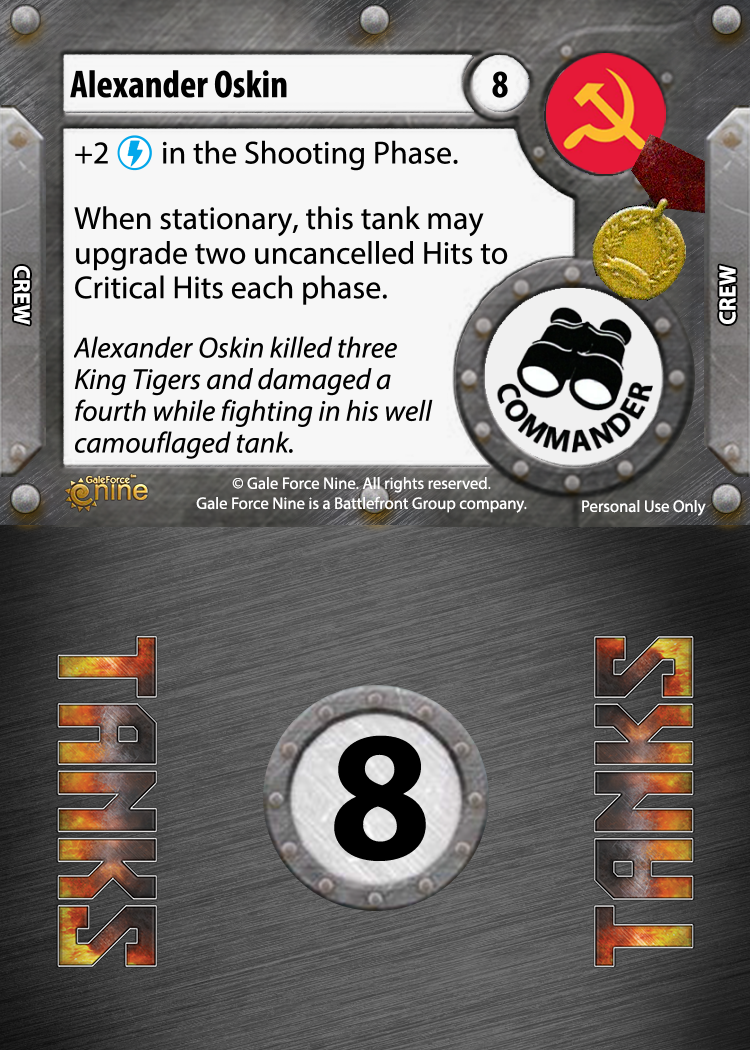 Alexander Oskin
8
+2 in the Shooting Phase.
When stationary, this tank may
upgrade two uncancelled Hits to
Critical Hits each phase.
Alexander Oskin killed three
King Tigers and damaged a
fourth while fighting in his well
camouflaged tank.
CREW
CREW
COMMANDER
GaleForce™
nine
© Gale Force Nine. All rights reserved.
Gale Force Nine is a Battlefront Group company.
Personal Use Only
TANKS
8
TANKS